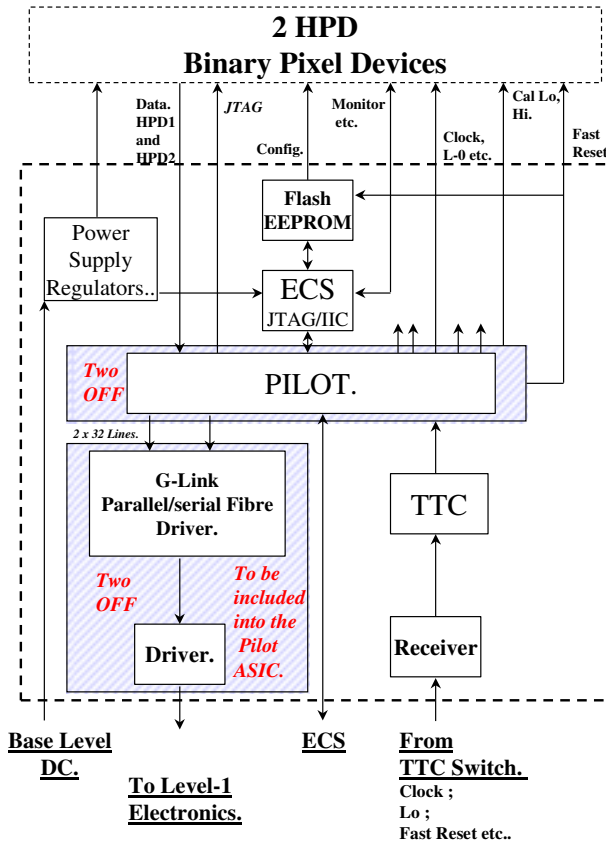 2 HPD
Binary Pixel Devices
Data.
HPD1
and
HPD2
JTAG
Config.
Monitor
etc.
Clock,
L-0 etc.
Cal Lo,
Hi.
Fast
Reset
Flash
EEPROM
Power
Supply
Regulators..
ECS
JTAG/IIC
Two
OFF
PILOT.
2 x 32 Lines.
G-Link
Parallel/serial Fibre
Driver.
TTC
Two
OFF
To be
included
into the
Pilot
ASIC.
Driver.
Receiver
Base Level
DC.
To Level-1
Electronics.
ECS
From
TTC Switch.
Clock ;
Lo ;
Fast Reset etc..